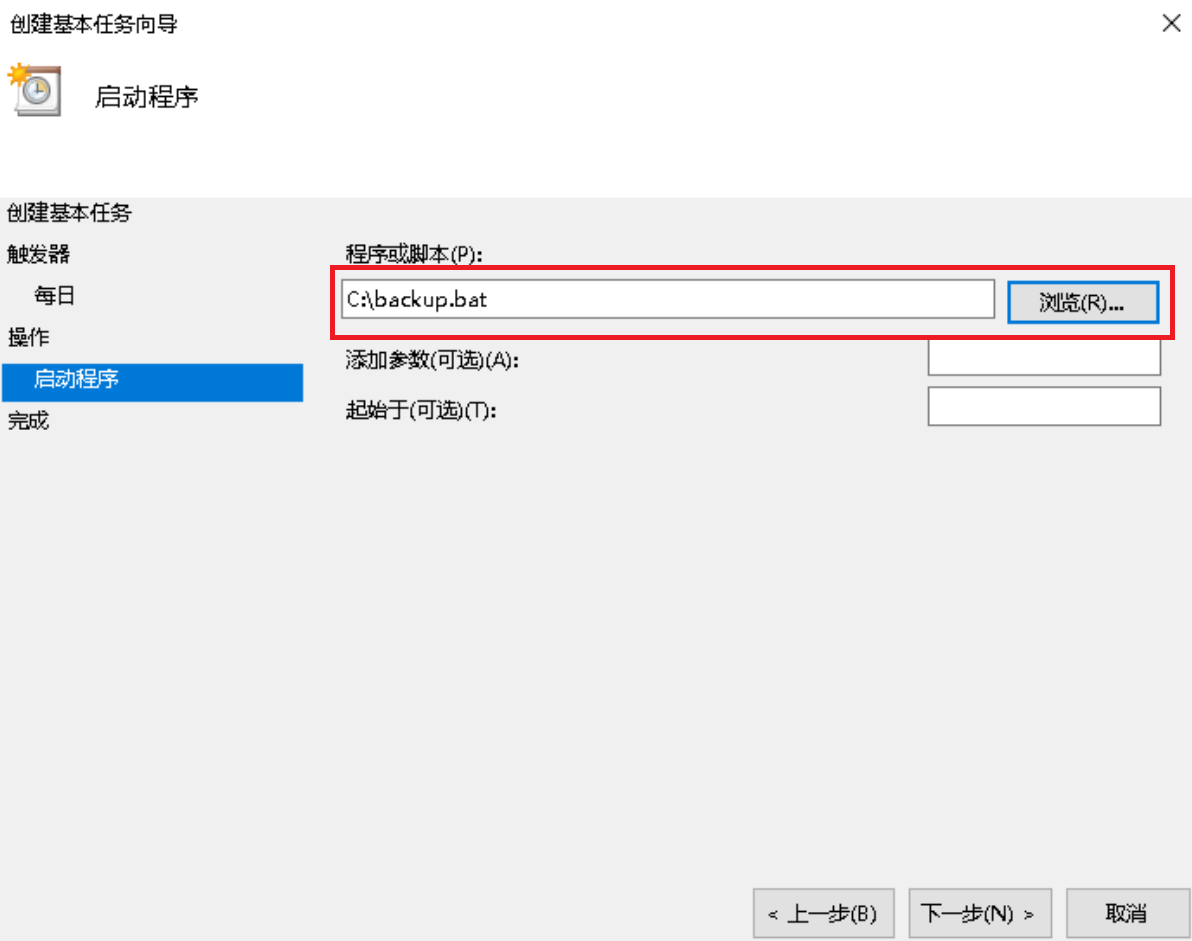 创建基本任务向导
启动程序
创建基本任务
触发器
每日
操作
启动程序
完成
程序或脚本(P):
C:\backup.bat
浏览(R)...
添加参数(可选)(A):
起始于(可选)(T):
< 上一步(B)
下一步(N) >
取消